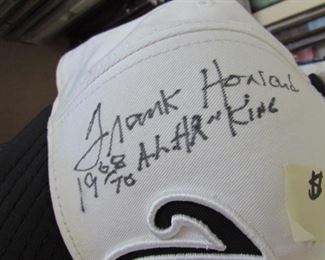 Frank Howard
1968 A.L. "HR" King
70
$